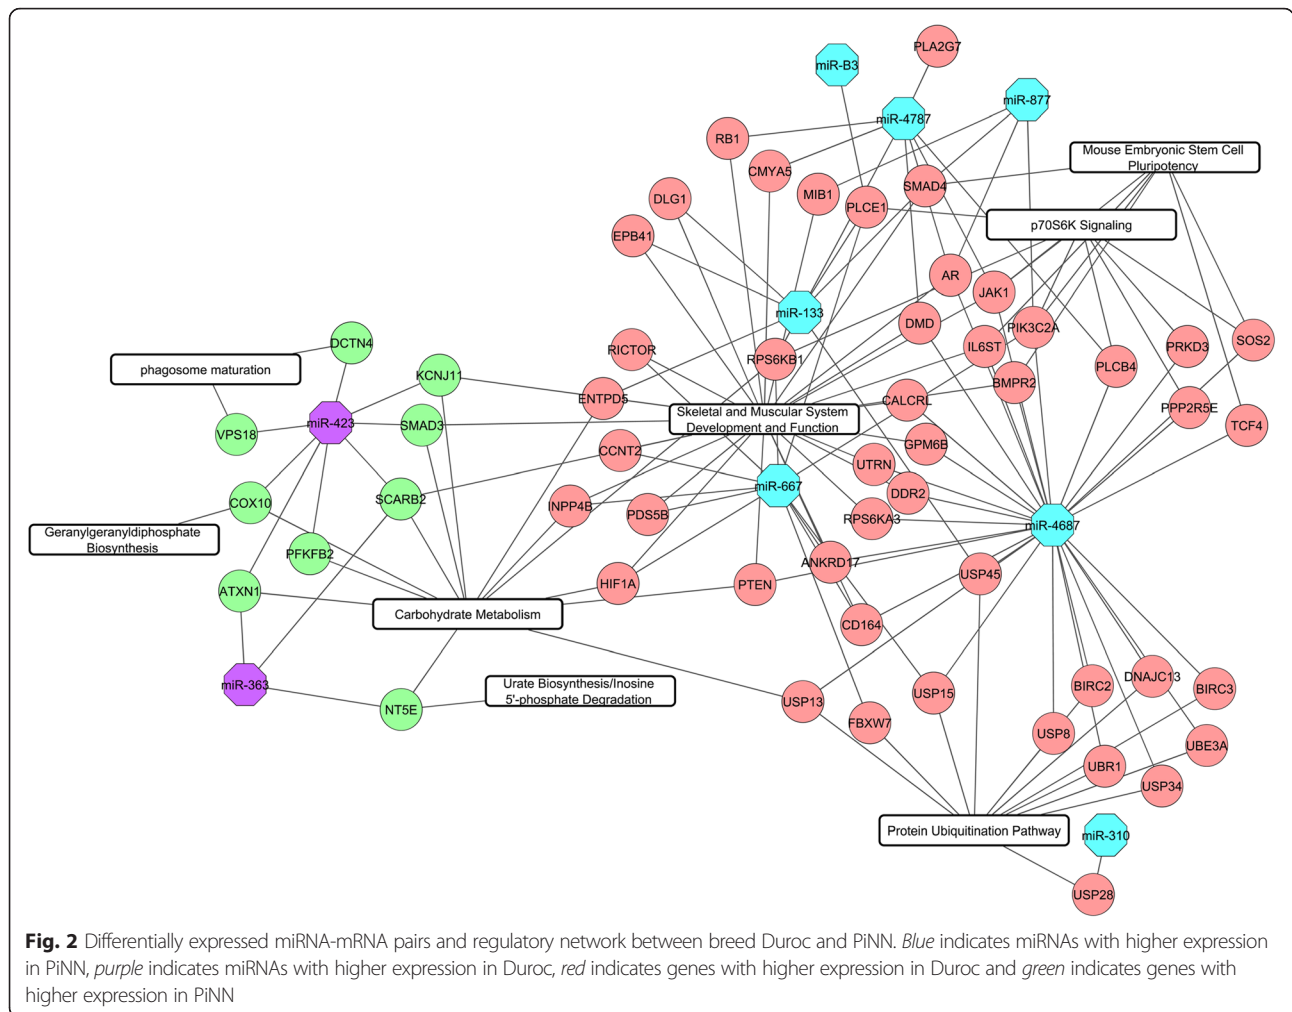 PLA2G7
miR-B3
miR-877
miR-4787
RB1
Mouse Embryonic Stem Cell
Pluripotency
CMYA5
MIB1
SMAD4
DLG1
PLCE1
p70S6K Signaling
EPB41
AR
JAK1
miR-133
DMD
PIK3C2A
DCTN4
RICTOR
RPS6KB1
IL6ST
PRKD3
SOS2
phagosome maturation
KCNJ11
PLCB4
BMPR2
ENTPD5
CALCRL
PPP2R5E
miR-423
SMAD3
Skeletal and Muscular System
Development and Function
TCF4
VPS18
CCNT2
GPM6B
UTRN
COX10
SCARB2
miR-667
DDR2
INPP4B
PDS5B
RPS6KA3
miR-4687
Geranylgeranyldiphosphate
Biosynthesis
PFKFB2
ANKRD17
USP45
ATXN1
HIF1A
PTEN
Carbohydrate Metabolism
CD164
miR-363
Urate Biosynthesis/Inosine
5'-phosphate Degradation
NT5E
USP13
USP15
BIRC2
DNAJC13
BIRC3
FBXW7
USP8
UBE3A
UBR1
USP34
Protein Ubiquitination Pathway
miR-310
USP28
Fig. 2 Differentially expressed miRNA-mRNA pairs and regulatory network between breed Duroc and PiNN. Blue indicates miRNAs with higher expression
in PiNN, purple indicates miRNAs with higher expression in Duroc, red indicates genes with higher expression in Duroc and green indicates genes with
higher expression in PiNN